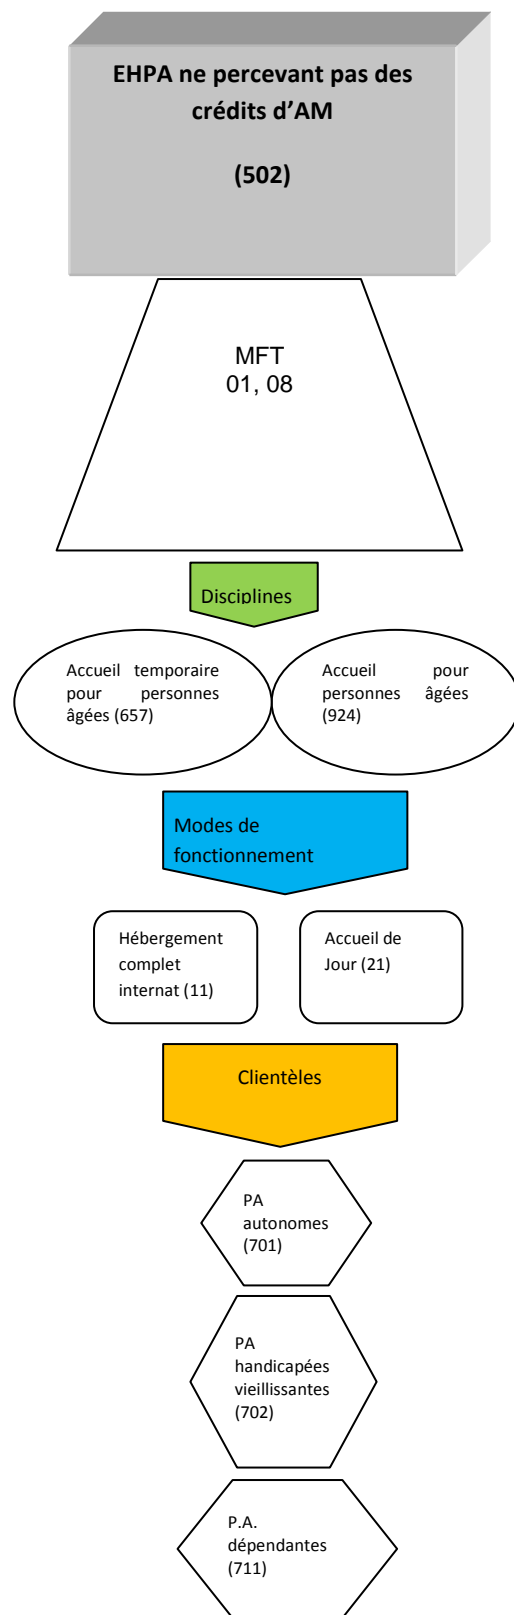 EHPA ne percevant pas des
crédits d'AM
(502)
MFT
01, 08
Disciplines
Accueil temporaire
pour personnes
âgées (657)
Accueil pour
personnes âgées
(924)
Modes de
fonctionnement
Hébergement
complet
internat (11)
Accueil de
Jour (21)
Clientèles
PA
autonomes
(701)
PA
handicapées
vieillissantes
(702)
P.A.
dépendantes
(711)